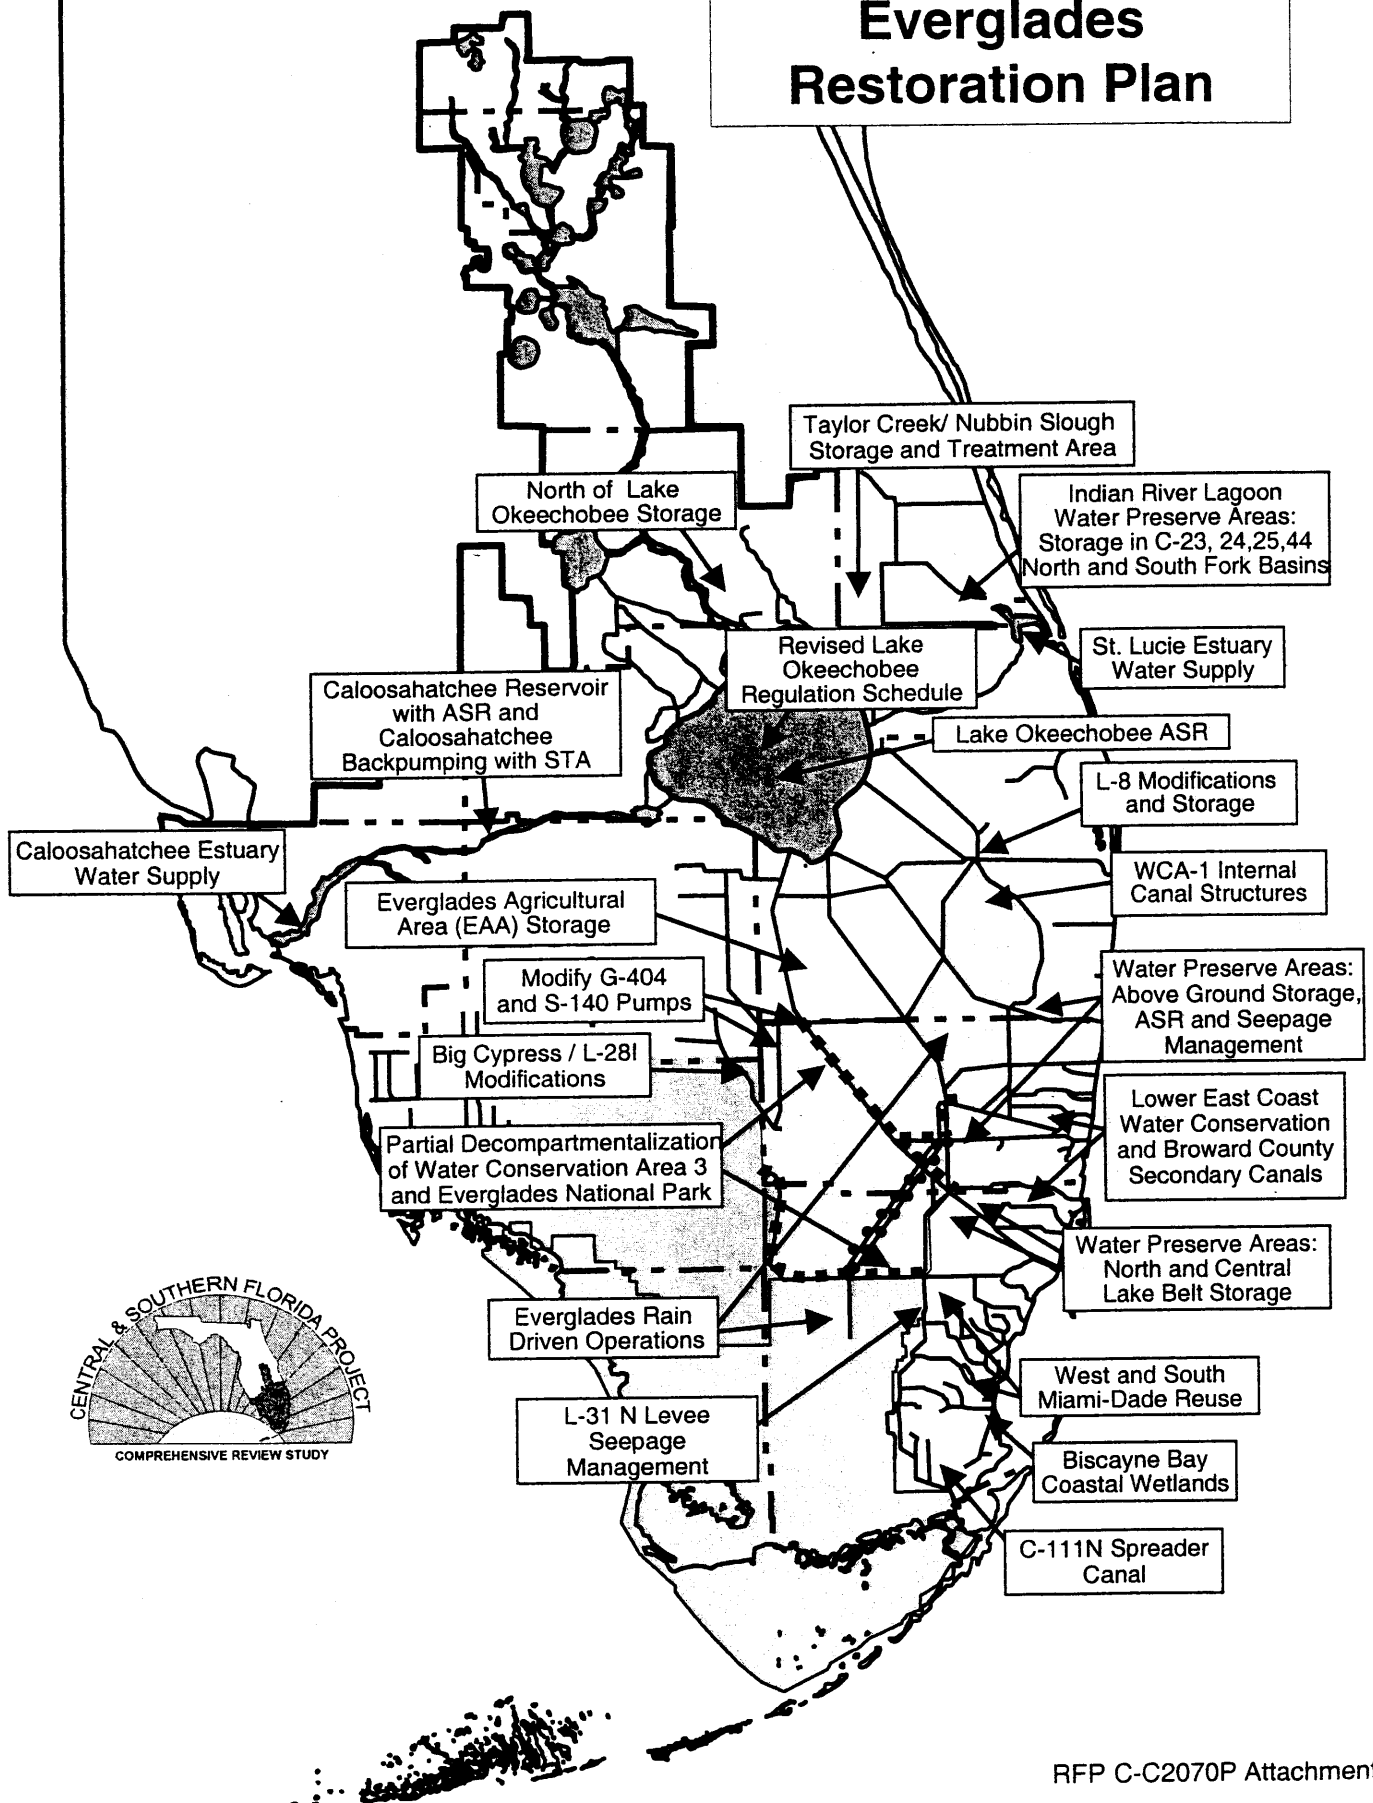 Everglades
Restoration Plan
Taylor Creek/ Nubbin Slough
Storage and Treatment Area
North of Lake
Okeechobee Storage
Indian River Lagoon
Water Preserve Areas:
Storage in C-23, 24,25,44
North and South Fork Basins
Revised Lake
Okeechobee
Regulation Schedule
St. Lucie Estuary
Water Supply
Caloosahatchee Reservoir
with ASR and
Caloosahatchee
Backpumping with STA
Lake Okeechobee ASR
L-8 Modifications
and Storage
Caloosahatchee Estuary
Water Supply
WCA-1 Internal
Canal Structures
Everglades Agricultural
Area (EAA) Storage
Modify G-404
and S-140 Pumps
Water Preserve Areas:
Above Ground Storage,
ASR and Seepage
Management
Big Cypress / L-28I
Modifications
Lower East Coast
Water Conservation
and Broward County
Secondary Canals
Partial Decompartmentalization
of Water Conservation Area 3
and Everglades National Park
Water Preserve Areas:
North and Central
Lake Belt Storage
Everglades Rain
Driven Operations
CENTRAL & SOUTHERN FLORIDA PROJECT
COMPREHENSIVE REVIEW STUDY
West and South
Miami-Dade Reuse
L-31 N Levee
Seepage
Management
Biscayne Bay
Coastal Wetlands
C-111N Spreader
Canal
RFP C-C2070P Attachment